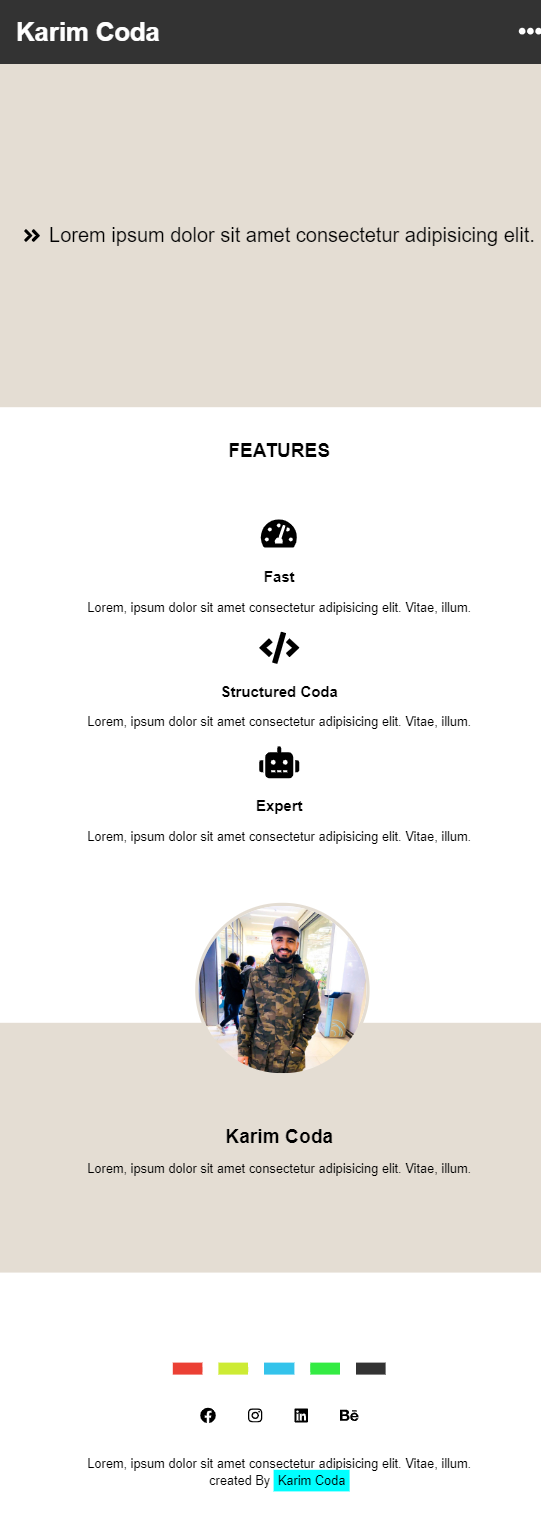 Karim Coda
Lorem ipsum dolor sit amet consectetur adipisicing elit.
FEATURES
Fast
Lorem, ipsum dolor sit amet consectetur adipisicing elit. Vitae, illum.
Structured Coda
Lorem, ipsum dolor sit amet consectetur adipisicing elit. Vitae, illum.
Expert
Lorem, ipsum dolor sit amet consectetur adipisicing elit. Vitae, illum.
Karim Coda
Lorem, ipsum dolor sit amet consectetur adipisicing elit. Vitae, illum.
Bē
Lorem, ipsum dolor sit amet consectetur adipisicing elit. Vitae, illum.
created By Karim Coda